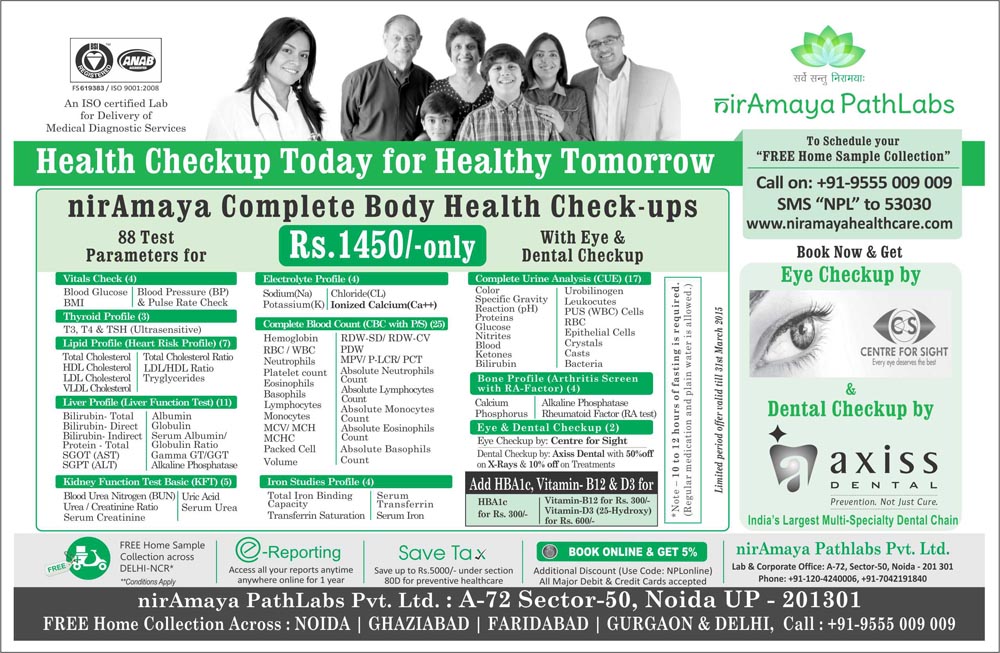 BSI
REGISTERED
ANAB
ACCREDITED
FS619383 / ISO 9001:2008
An ISO certified Lab
for Delivery of
Medical Diagnostic Services
सर्वे सन्तु निरामयाः
nirAmaya PathLabs
Health Checkup Today for Healthy Tomorrow
To Schedule your
"FREE Home Sample Collection"
Call on: +91-9555 009 009
SMS "NPL" to 53030
www.niramayahealthcare.com
nirAmaya Complete Body Health Check-ups
88 Test
Parameters for
Rs.1450/-only
With Eye &
Dental Checkup
Vitals Check (4)
Blood Glucose
BMI
Blood Pressure (BP)
& Pulse Rate Check
Thyroid Profile (3)
T3, T4 & TSH (Ultrasensitive)
Lipid Profile (Heart Risk Profile) (7)
Total Cholesterol
HDL Cholesterol
LDL Cholesterol
VLDL Cholesterol
Total Cholesterol Ratio
LDL/HDL Ratio
Tryglycerides
Liver Profile (Liver Function Test) (11)
Bilirubin- Total
Bilirubin- Direct
Bilirubin- Indirect
Protein - Total
SGOT (AST)
SGPT (ALT)
Albumin
Globulin
Serum Albumin/
Globulin Ratio
Gamma GT/GGT
Alkaline Phosphatase
Kidney Function Test Basic (KFT) (5)
Blood Urea Nitrogen (BUN)
Urea / Creatinine Ratio
Serum Creatinine
Uric Acid
Serum Urea
Electrolyte Profile (4)
Sodium(Na)
Potassium(K)
Chloride(CL)
Ionized Calcium(Ca++)
Complete Blood Count (CBC with P/S) (25)
Hemoglobin
RBC / WBC
Neutrophils
Platelet count
Eosinophils
Basophils
Lymphocytes
Monocytes
MCV/ MCH
MCHC
Packed Cell
Volume
RDW-SD/ RDW-CV
PDW
MPV/ P-LCR/ PCT
Absolute Neutrophils
Count
Absolute Lymphocytes
Count
Absolute Monocytes
Count
Absolute Eosinophils
Count
Absolute Basophils
Count
Iron Studies Profile (4)
Total Iron Binding
Capacity
Transferrin Saturation
Serum
Transferrin
Serum Iron
Complete Urine Analysis (CUE) (17)
Color
Specific Gravity
Reaction (pH)
Proteins
Glucose
Nitrites
Blood
Ketones
Bilirubin
Urobilinogen
Leukocytes
PUS (WBC) Cells
RBC
Epithelial Cells
Crystals
Casts
Bacteria
Bone Profile (Arthritis Screen
with RA-Factor) (4)
Calcium
Phosphorus
Alkaline Phosphatase
Rheumatoid Factor (RA test)
Eye & Dental Checkup (2)
Eye Checkup by: Centre for Sight
Dental Checkup by: Axiss Dental with 50%off
on X-Rays & 10% off on Treatments
Add HBA1c, Vitamin- B12 & D3 for
HBA1c
for Rs. 300/-
Vitamin-B12 for Rs. 300/-
Vitamin-D3 (25-Hydroxy)
for Rs. 600/-
*Note – 10 to 12 hours of fasting is required.
(Regular medication and plain water is allowed.)
Limited period offer valid till 31st March 2015
Book Now & Get
Eye Checkup by
CS
CENTRE FOR SIGHT
Every eye deserves the best
&
Dental Checkup by
axiss
DENTAL
Prevention. Not Just Cure.
India's Largest Multi-Specialty Dental Chain
FREE
FREE Home Sample
Collection across
DELHI-NCR*
**Conditions Apply
e-Reporting
Access all your reports anytime
anywhere online for 1 year
Save Tax
Save up to Rs.5000/- under section
80D for preventive healthcare
BOOK ONLINE & GET 5%
Additional Discount (Use Code: NPLonline)
All Major Debit & Credit Cards accepted
nirAmaya Pathlabs Pvt. Ltd.
Lab & Corporate Office: A-72, Sector-50, Noida - 201 301
Phone: +91-120-4240006, +91-7042191840
nirAmaya PathLabs Pvt. Ltd. : A-72 Sector-50, Noida UP - 201301
FREE Home Collection Across : NOIDA | GHAZIABAD | FARIDABAD | GURGAON & DELHI, Call : +91-9555 009 009